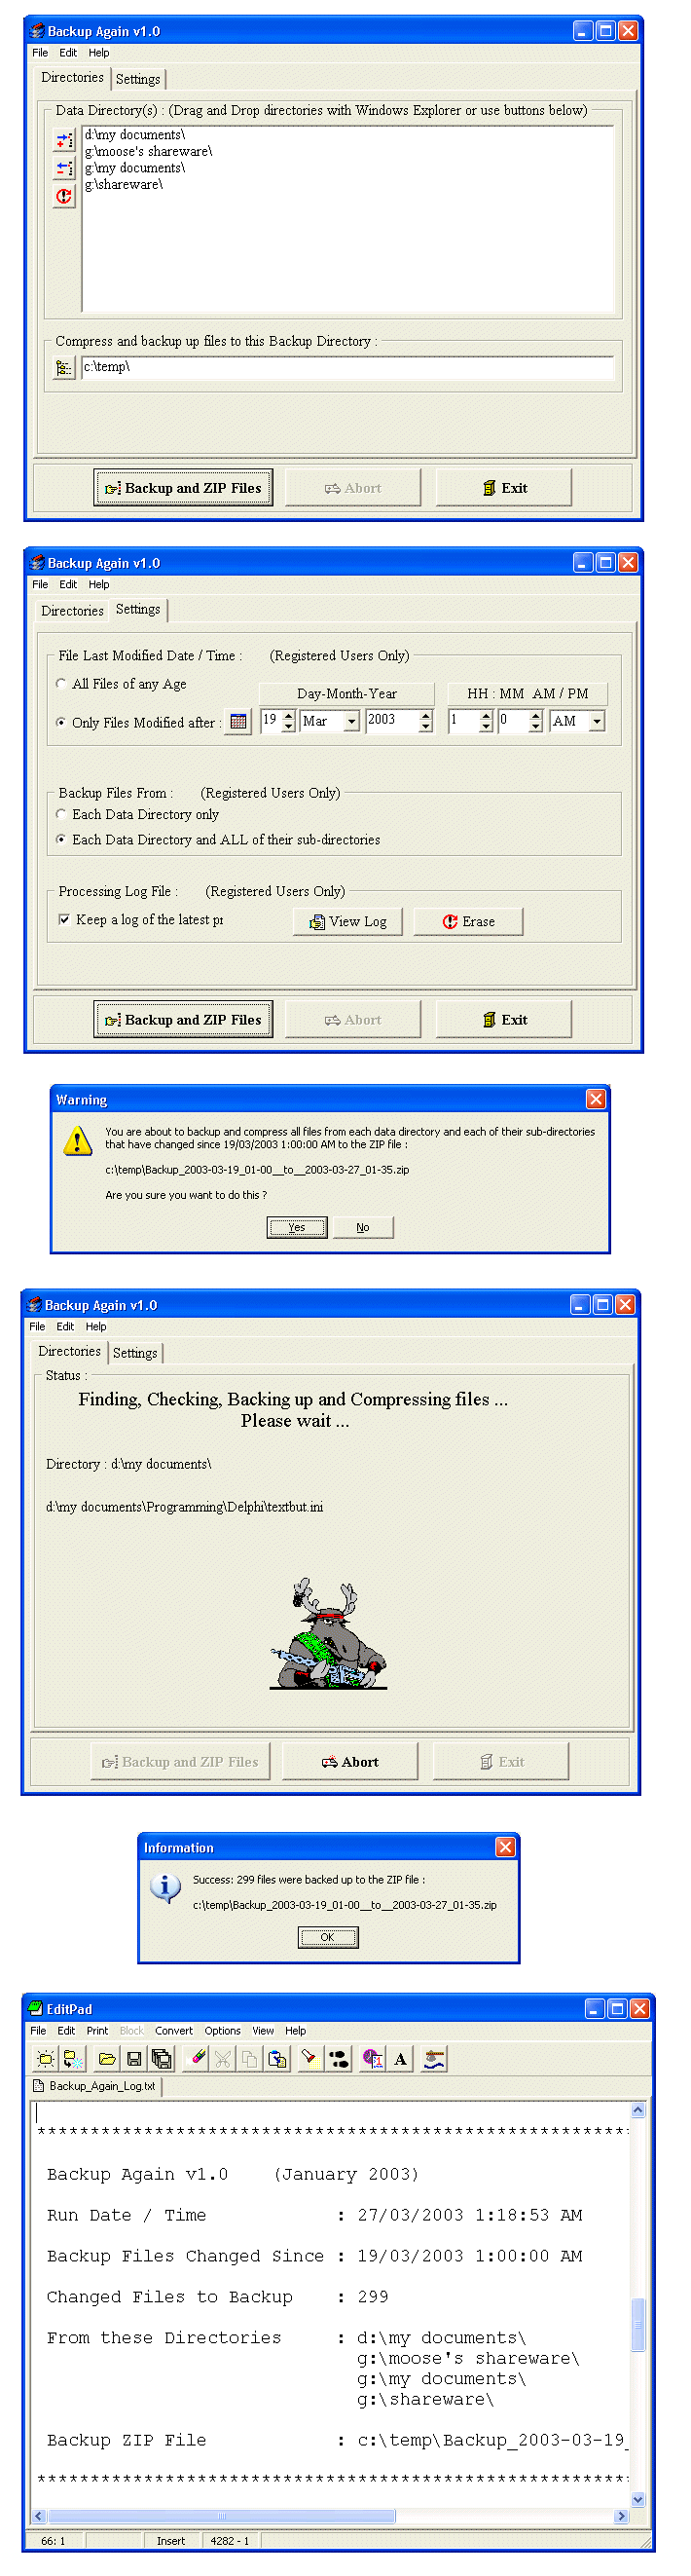 Backup Again v1.0
File Edit Help
Directories Settings
Data Directory(s) : (Drag and Drop directories with Windows Explorer or use buttons below)
d:\my documents\
g:\moose's shareware\
g:\my documents\
g:\shareware\
Compress and backup up files to this Backup Directory :
c:\temp\
Backup and ZIP Files Abort Exit
Backup Again v1.0
File Edit Help
Directories Settings
File Last Modified Date / Time : (Registered Users Only)
All Files of any Age
Day-Month-Year HH : MM AM / PM
Only Files Modified after : 19 Mar 2003 1 0 AM
Backup Files From : (Registered Users Only)
Each Data Directory only
Each Data Directory and ALL of their sub-directories
Processing Log File : (Registered Users Only)
Keep a log of the latest pr View Log Erase
Backup and ZIP Files Abort Exit
Warning
You are about to backup and compress all files from each data directory and each of their sub-directories
that have changed since 19/03/2003 1:00:00 AM to the ZIP file :
c:\temp\Backup_2003-03-19_01-00__to__2003-03-27_01-35.zip
Are you sure you want to do this ?
Yes No
Backup Again v1.0
File Edit Help
Directories Settings
Status :
Finding, Checking, Backing up and Compressing files ...
Please wait ...
Directory : d:\my documents\
d:\my documents\Programming\Delphi\textbut.ini
Backup and ZIP Files Abort Exit
Information
Success: 299 files were backed up to the ZIP file :
c:\temp\Backup_2003-03-19_01-00__to__2003-03-27_01-35.zip
OK
EditPad
File Edit Print Block Convert Options View Help
A
Backup_Again_Log.txt
*********************************************************
Backup Again v1.0 (January 2003)
Run Date / Time : 27/03/2003 1:18:53 AM
Backup Files Changed Since : 19/03/2003 1:00:00 AM
Changed Files to Backup : 299
From these Directories : d:\my documents\
g:\moose's shareware\
g:\my documents\
g:\shareware\
Backup ZIP File : c:\temp\Backup_2003-03-19_
*********************************************************
66: 1 Insert 4282 - 1